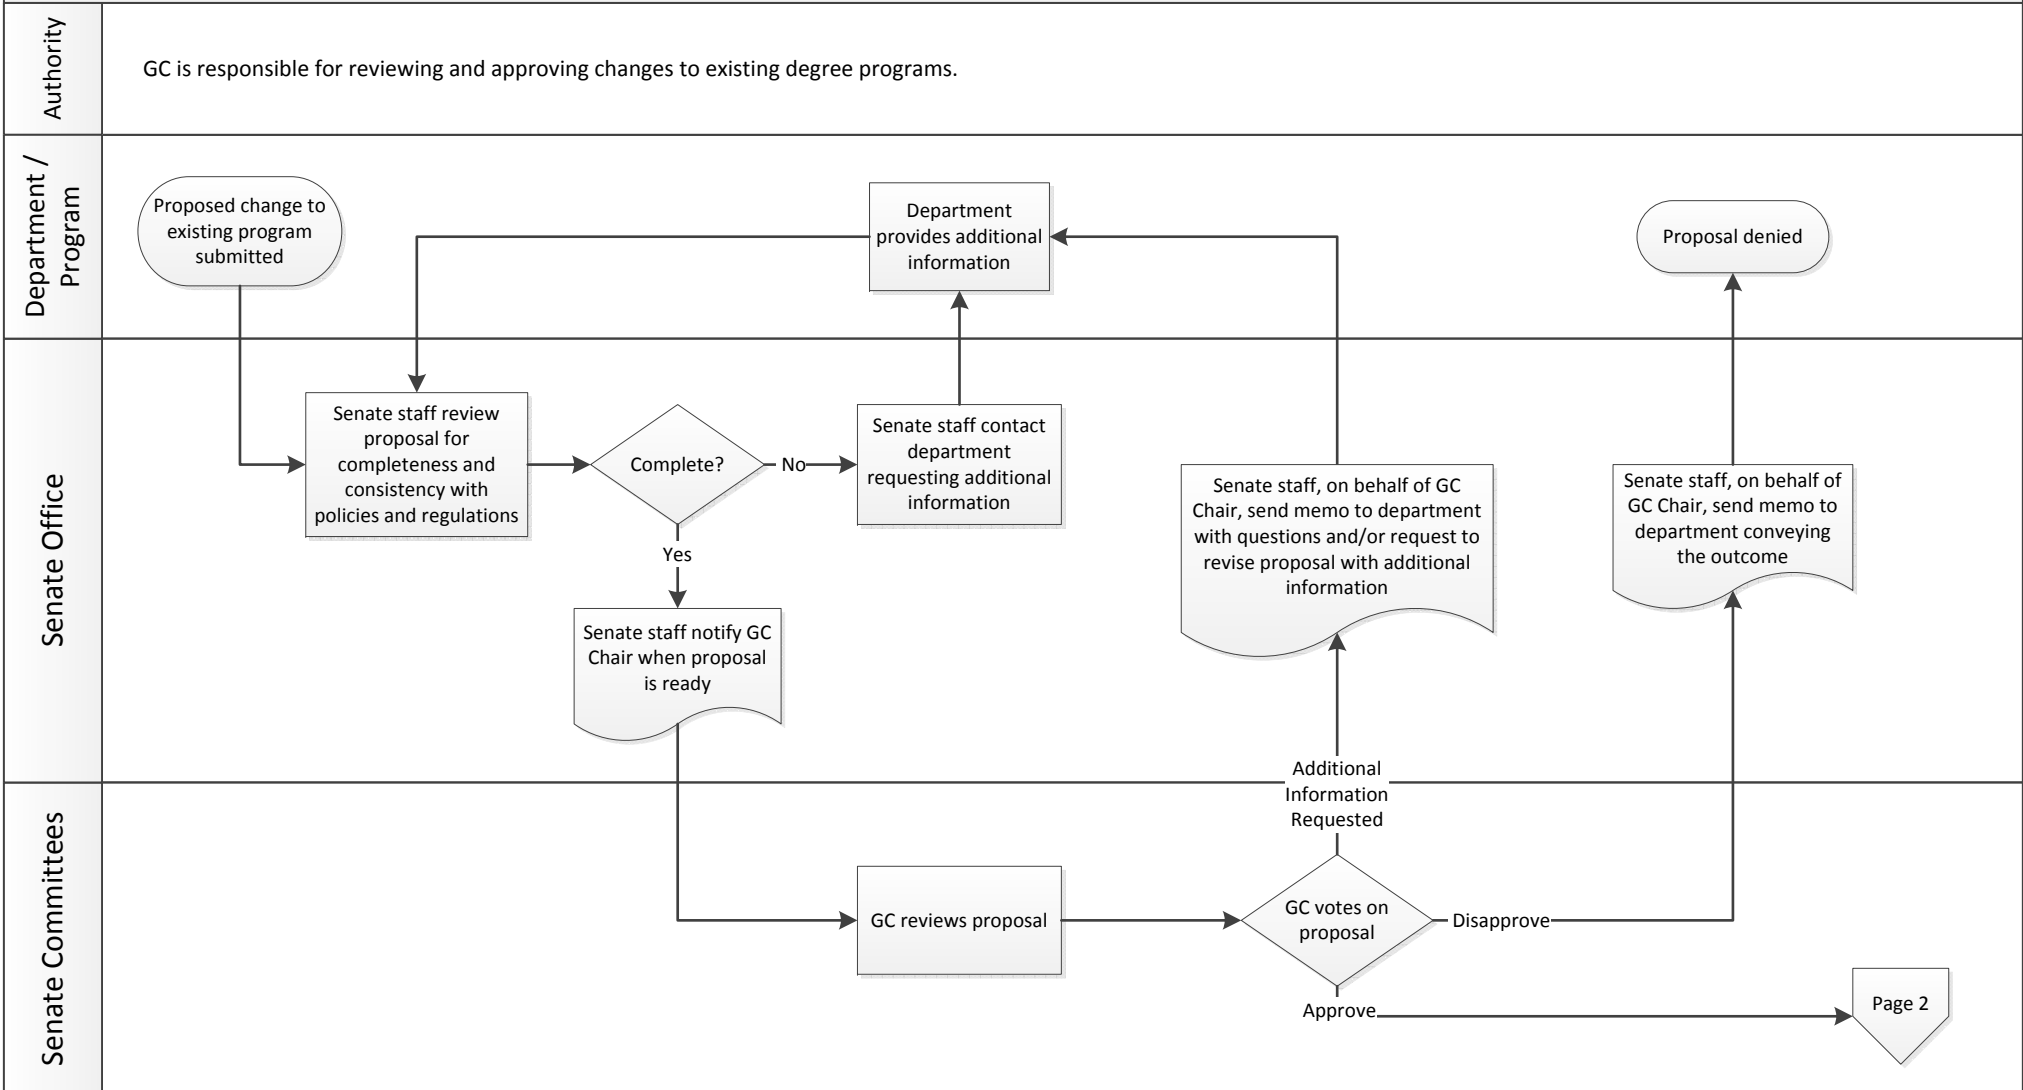 Authority
GC is responsible for reviewing and approving changes to existing degree programs.
Department /
Program
Proposed change to
existing program
submitted
Department
provides additional
information
Proposal denied
Senate Office
Senate staff review
proposal for
completeness and
consistency with
policies and regulations
Complete?
No
Senate staff contact
department
requesting additional
information
Yes
Senate staff notify GC
Chair when proposal
is ready
Senate staff, on behalf of GC
Chair, send memo to department
with questions and/or request to
revise proposal with additional
information
Senate staff, on behalf of
GC Chair, send memo to
department conveying
the outcome
Additional
Information
Requested
Senate Committees
GC reviews proposal
GC votes on
proposal
Disapprove
Approve
Page 2